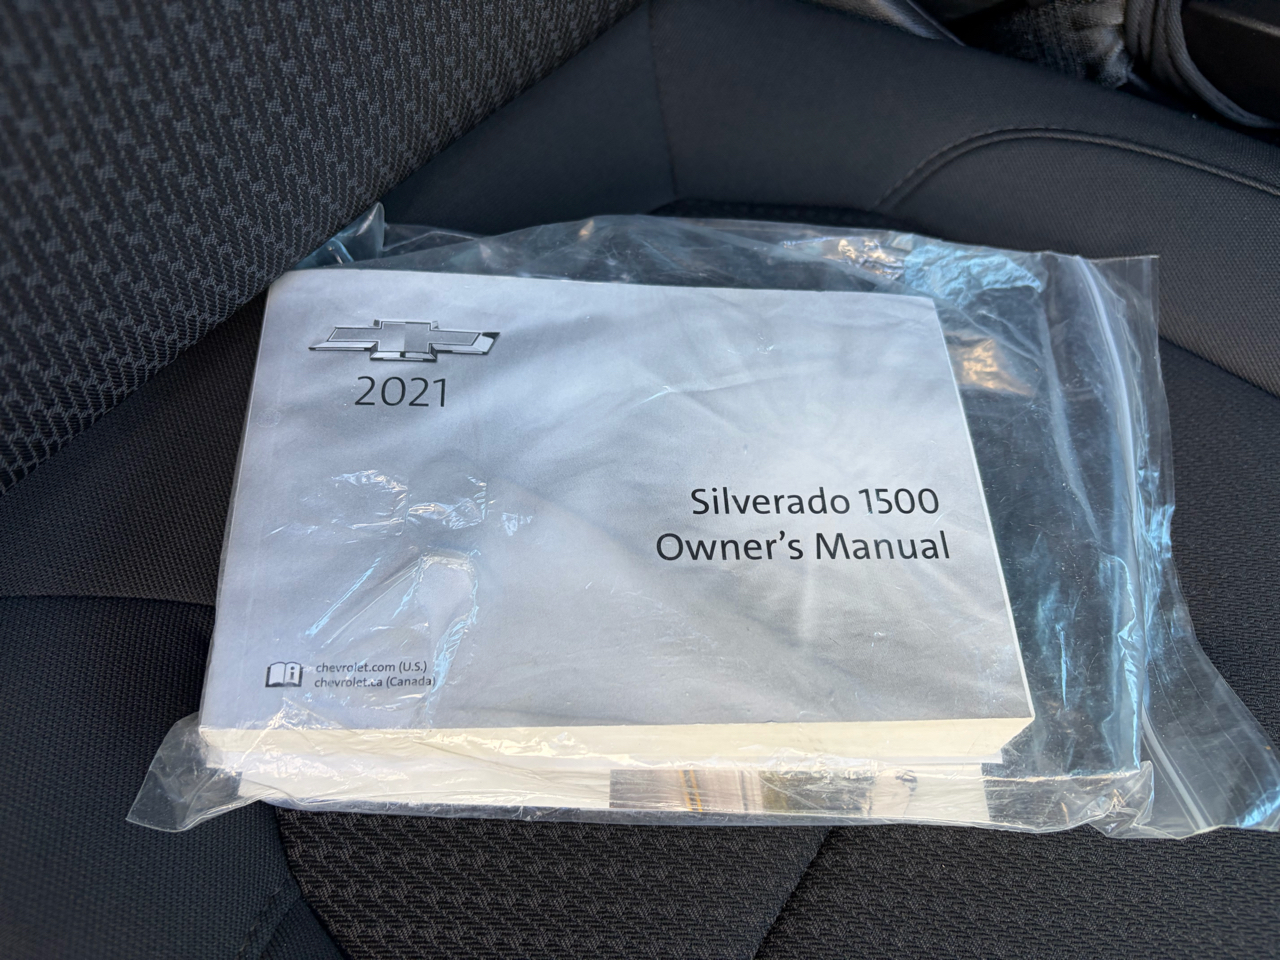 2021
Silverado 1500
Owner's Manual
chevrolet.com (U.S.)
chevrolet.ca (Canada)